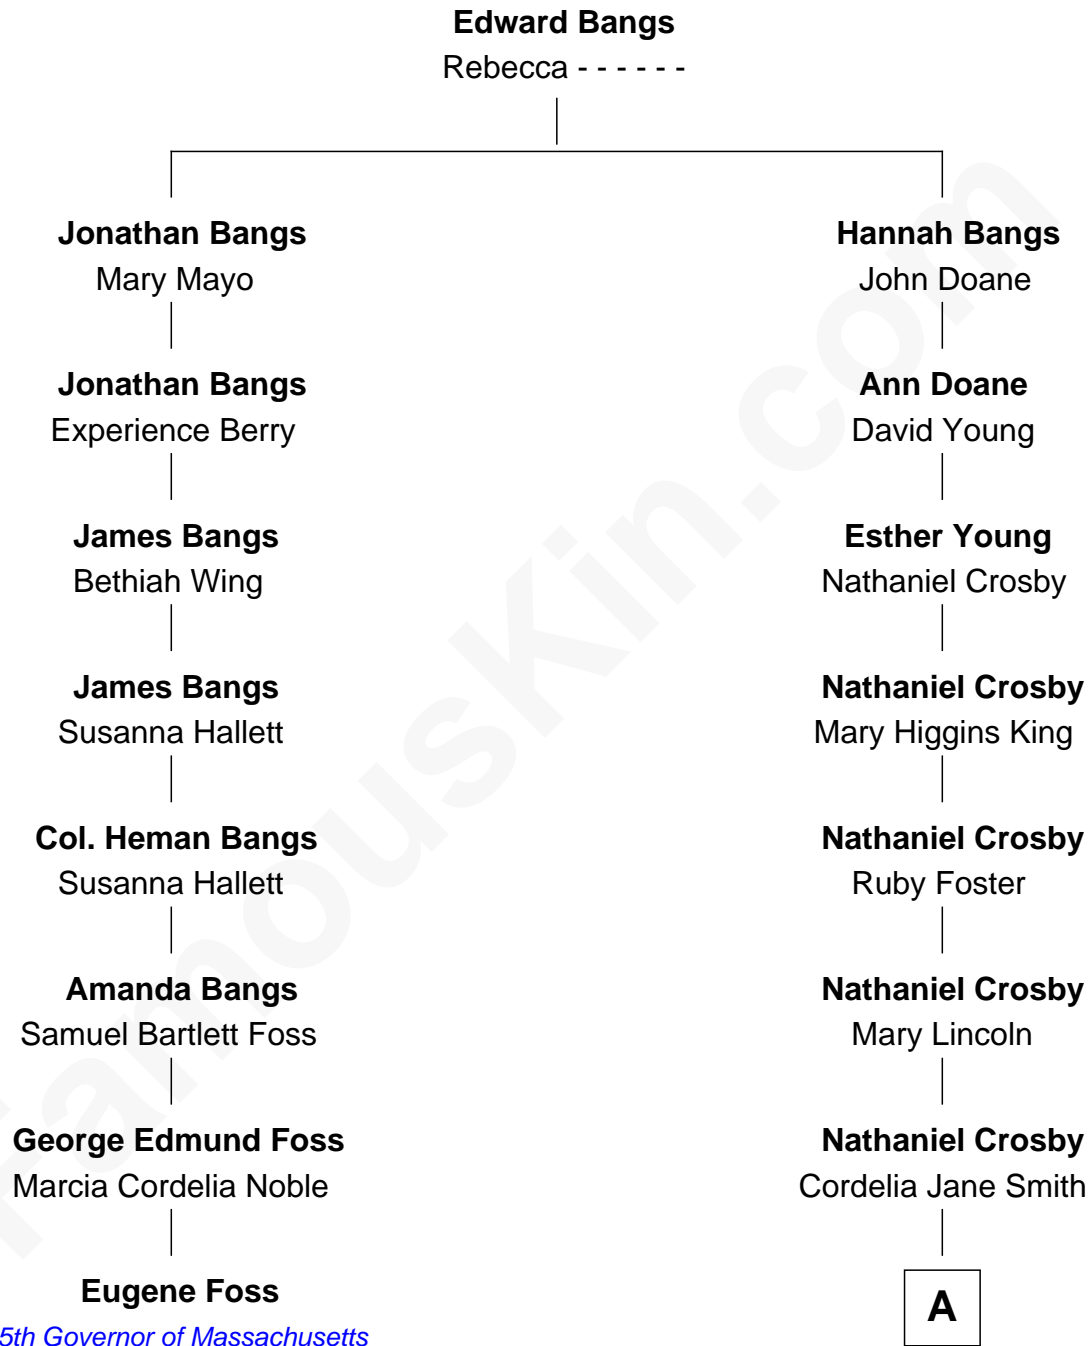 Edward Bangs
Rebecca - - - - - -
Jonathan Bangs
Mary Mayo
Hannah Bangs
John Doane
Jonathan Bangs
Experience Berry
Ann Doane
David Young
James Bangs
Bethiah Wing
Esther Young
Nathaniel Crosby
James Bangs
Susanna Hallett
Nathaniel Crosby
Mary Higgins King
Col. Heman Bangs
Susanna Hallett
Nathaniel Crosby
Ruby Foster
Amanda Bangs
Samuel Bartlett Foss
Nathaniel Crosby
Mary Lincoln
George Edmund Foss
Marcia Cordelia Noble
Nathaniel Crosby
Cordelia Jane Smith
Eugene Foss
5th Governor of Massachusetts
A
FamousKin.com